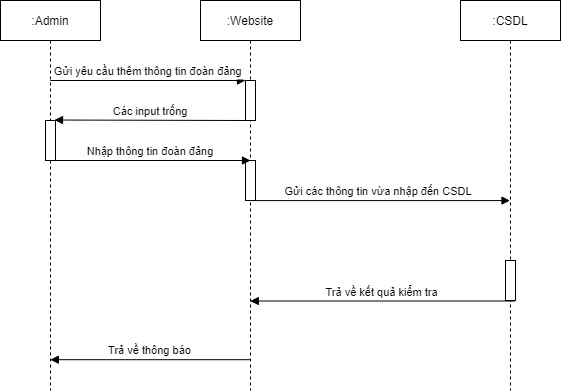 :Admin
:Website
:CSDL
Gửi yêu cầu thêm thông tin đoàn đảng
Các input trống
Nhập thông tin đoàn đảng
Gửi các thông tin vừa nhập đến CSDL
Trả về kết quả kiểm tra
Trả về thông báo